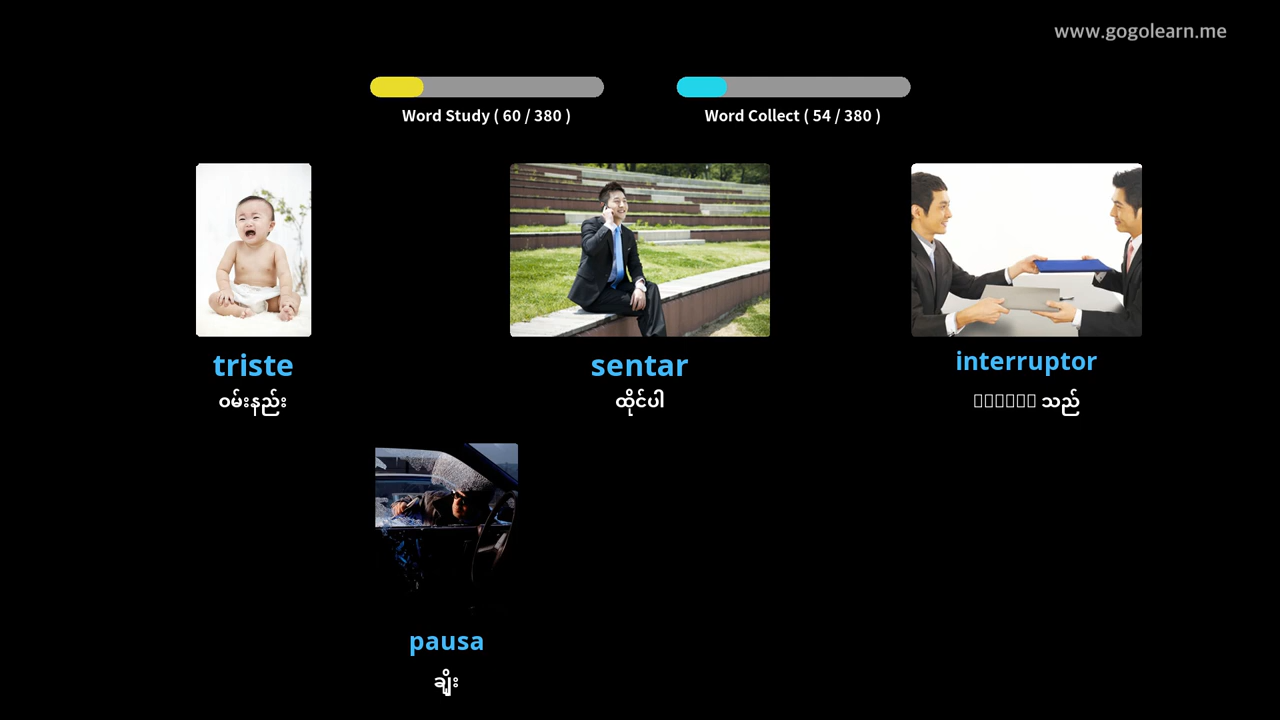 www.gogolearn.me
Word Study ( 60 / 380 )
Word Collect ( 54 / 380 )
triste
ဝမ်းနည်း
sentar
ထိုင်ပါ
interruptor
သည်
pausa
ချိုး